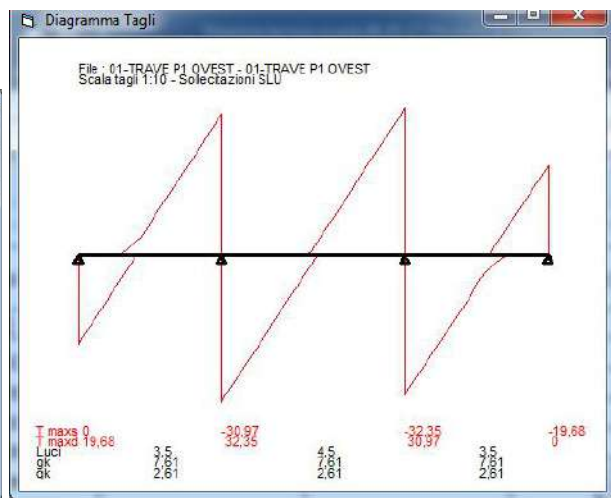 Diagramma Tagli
File : 01-TRAVE P1 OVEST - 01-TRAVE P1 OVEST
Scala tagli 1:10 - Sollecitazioni SLU
T maxs 0 -30,97 -32,35 -19,68
T maxd 19,68 32,35 30,97 0
Luci 3,5 4,5 3,5
gk 7,61 7,61 7,61
qk 2,61 2,61 2,61